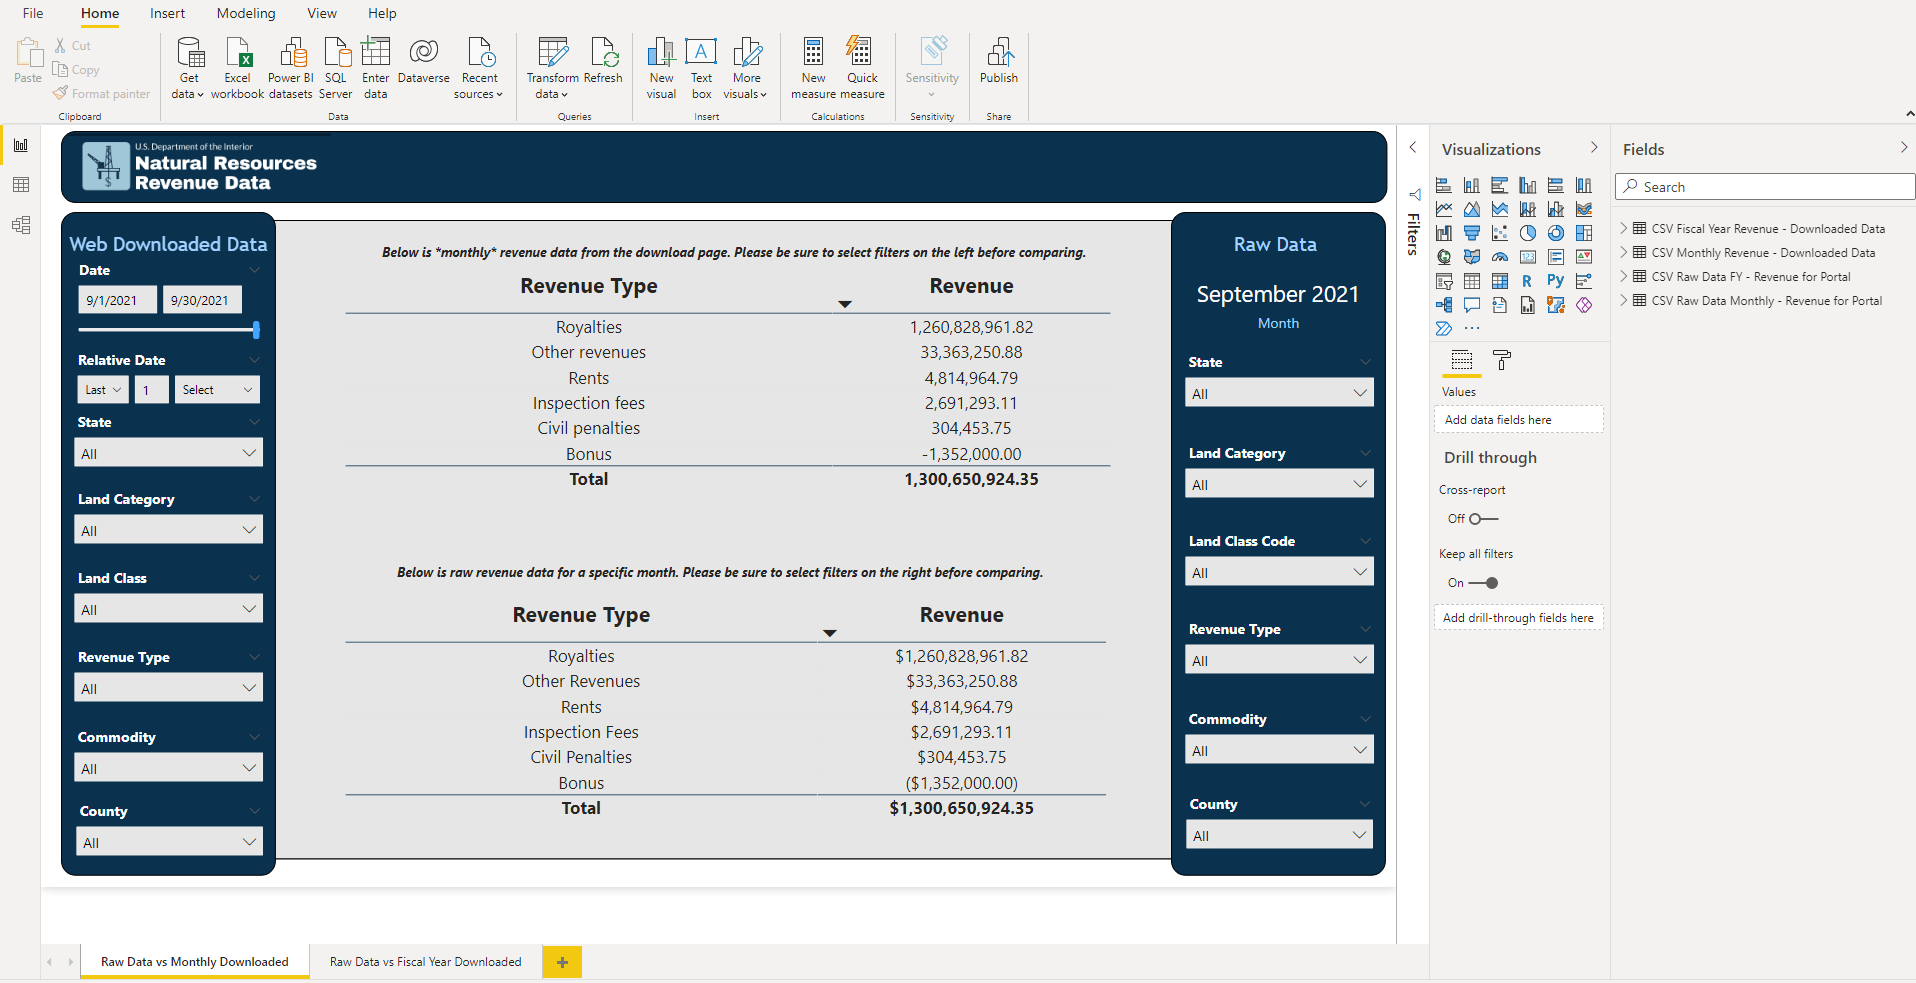 File Home Insert Modeling View Help
Paste
Cut
Copy
Format painter
Clipboard
Get data
Excel workbook
Power BI datasets
SQL Server
Enter data
Dataverse
Recent sources
Data
Transform data
Refresh
Queries
New visual
Text box
More visuals
Insert
New measure
Quick measure
Calculations
Sensitivity
Sensitivity
Publish
Share
U.S. Department of the Interior
Natural Resources
Revenue Data
Web Downloaded Data
Date
9/1/2021 9/30/2021
Relative Date
Last 1 Select
State
All
Land Category
All
Land Class
All
Revenue Type
All
Commodity
All
County
All
Below is *monthly* revenue data from the download page. Please be sure to select filters on the left before comparing.
Revenue Type Revenue
Royalties 1,260,828,961.82
Other revenues 33,363,250.88
Rents 4,814,964.79
Inspection fees 2,691,293.11
Civil penalties 304,453.75
Bonus -1,352,000.00
Total 1,300,650,924.35
Below is raw revenue data for a specific month. Please be sure to select filters on the right before comparing.
Revenue Type Revenue
Royalties $1,260,828,961.82
Other Revenues $33,363,250.88
Rents $4,814,964.79
Inspection Fees $2,691,293.11
Civil Penalties $304,453.75
Bonus ($1,352,000.00)
Total $1,300,650,924.35
Raw Data
September 2021
Month
State
All
Land Category
All
Land Class Code
All
Revenue Type
All
Commodity
All
County
All
Filters
Visualizations
R Py
Values
Add data fields here
Drill through
Cross-report
Off
Keep all filters
On
Add drill-through fields here
Fields
Search
CSV Fiscal Year Revenue - Downloaded Data
CSV Monthly Revenue - Downloaded Data
CSV Raw Data FY - Revenue for Portal
CSV Raw Data Monthly - Revenue for Portal
Raw Data vs Monthly Downloaded Raw Data vs Fiscal Year Downloaded +